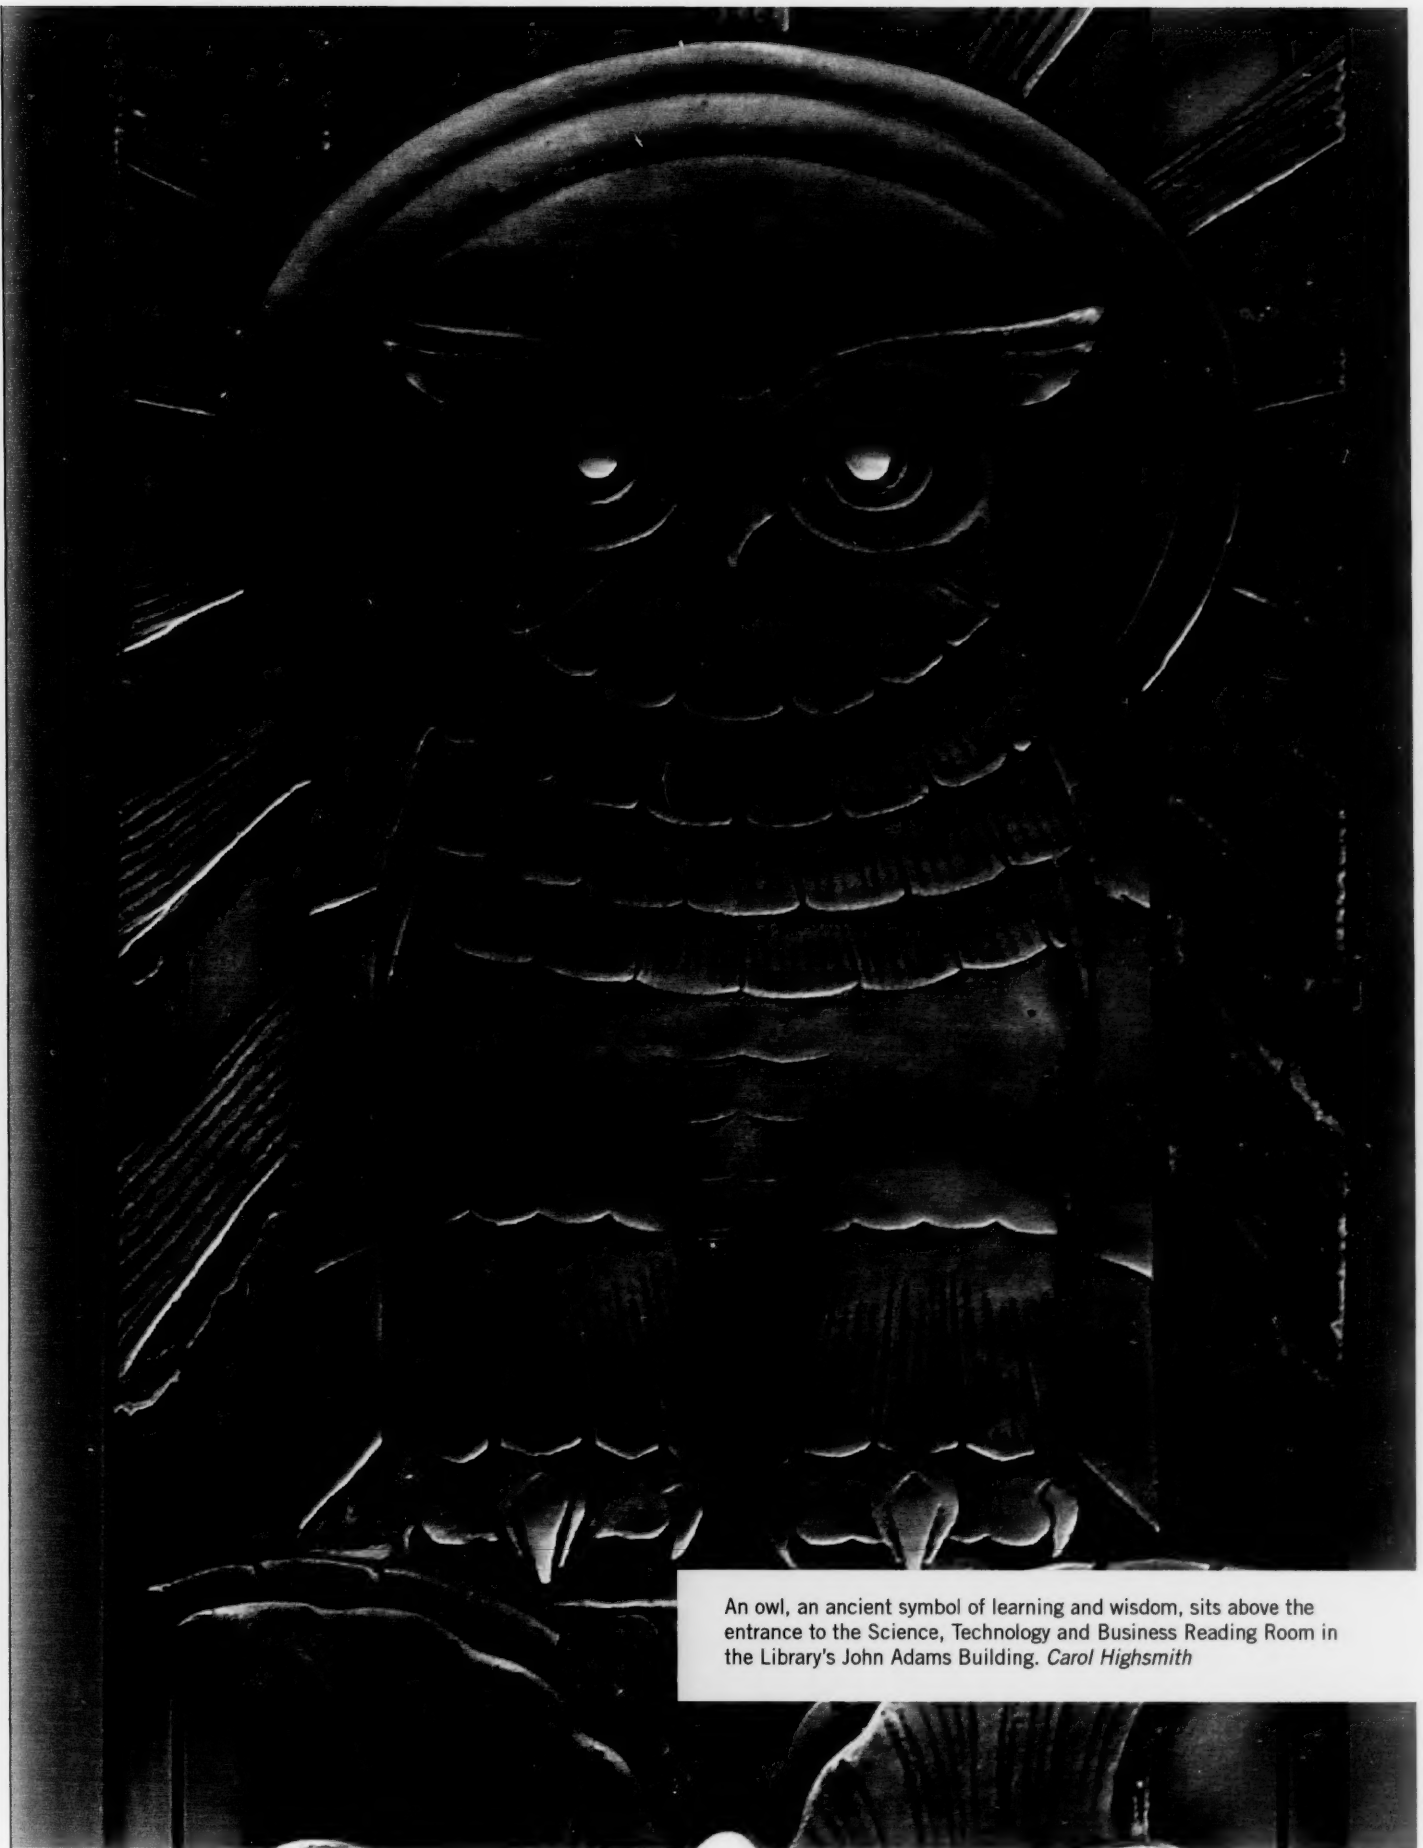 An owl, an ancient symbol of learning and wisdom, sits above the
entrance to the Science, Technology and Business Reading Room in
the Library's John Adams Building. Carol Highsmith